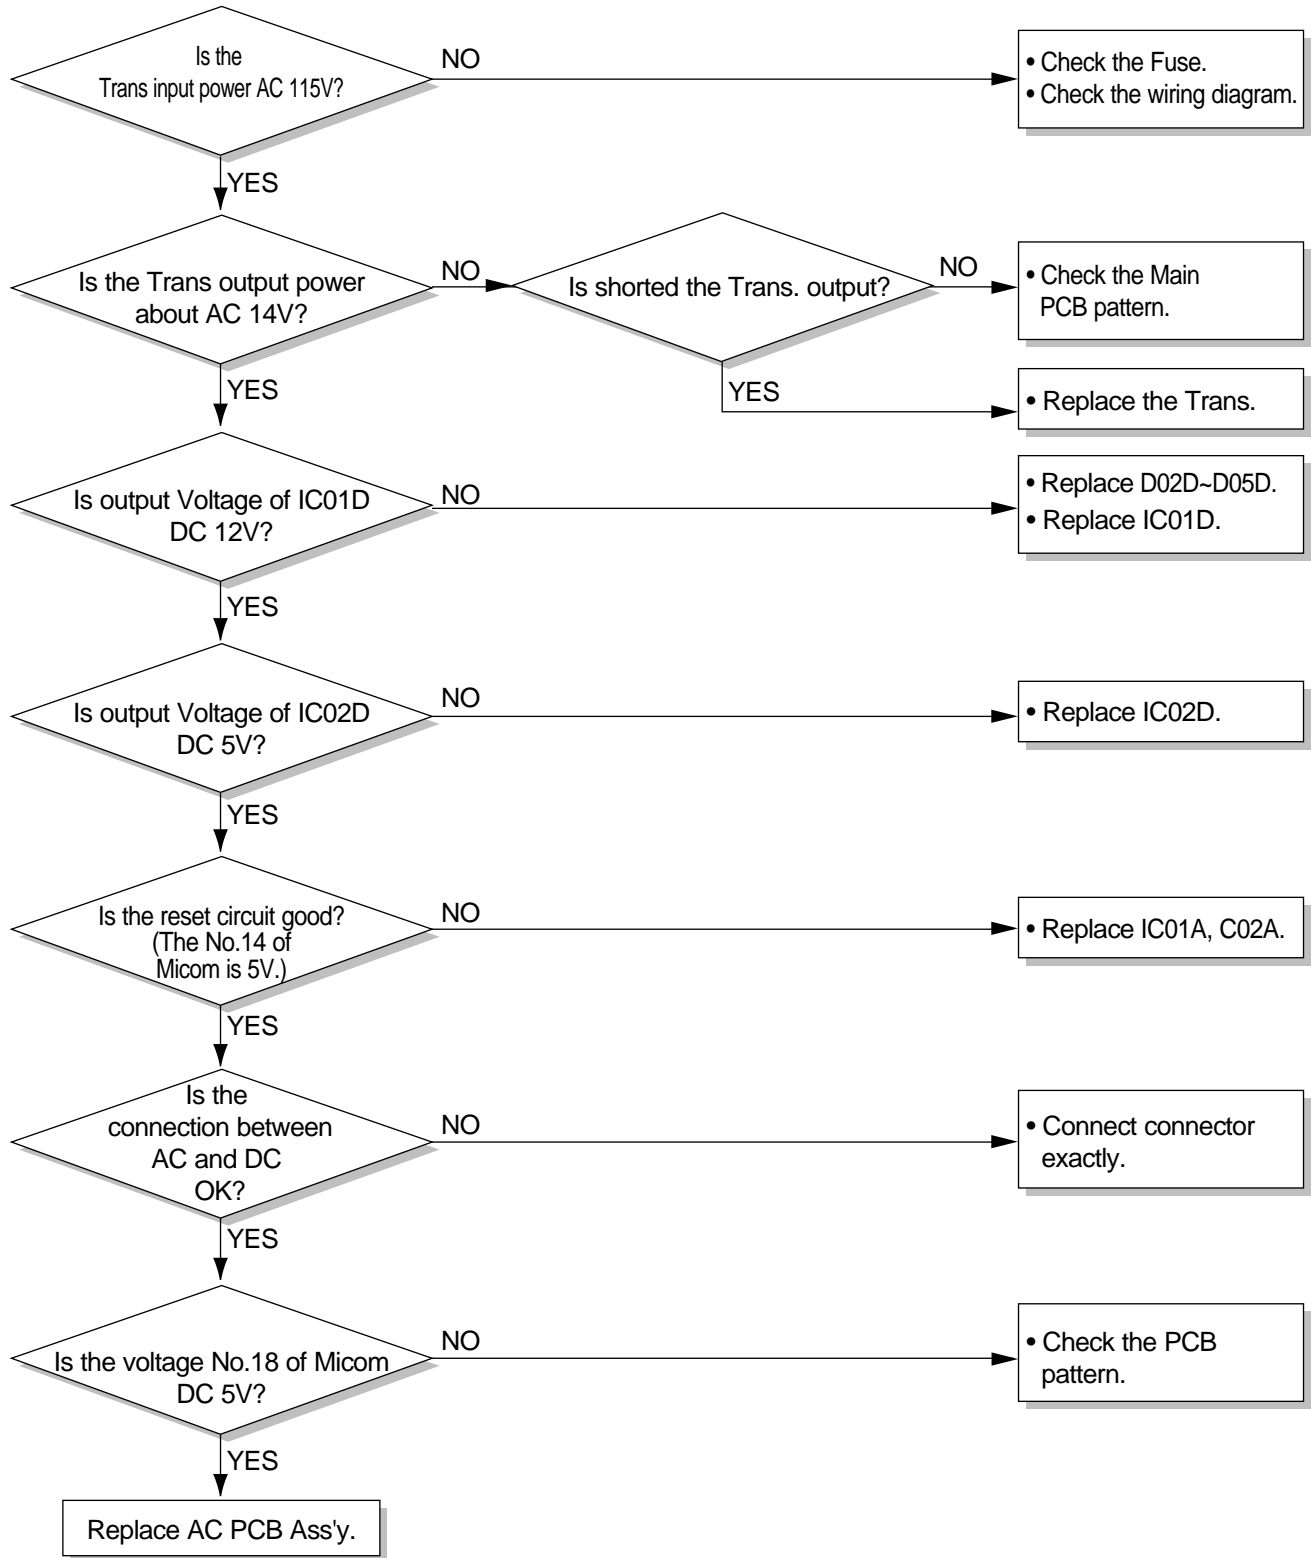 Is the
Trans input power AC 115V?
NO
• Check the Fuse.
• Check the wiring diagram.
YES
Is the Trans output power
about AC 14V?
NO
Is shorted the Trans. output?
NO
• Check the Main
PCB pattern.
YES
YES
• Replace the Trans.
Is output Voltage of IC01D
DC 12V?
NO
• Replace D02D~D05D.
• Replace IC01D.
YES
Is output Voltage of IC02D
DC 5V?
NO
• Replace IC02D.
YES
Is the reset circuit good?
(The No.14 of
Micom is 5V.)
NO
• Replace IC01A, C02A.
YES
Is the
connection between
AC and DC
OK?
NO
• Connect connector
exactly.
YES
Is the voltage No.18 of Micom
DC 5V?
NO
• Check the PCB
pattern.
YES
Replace AC PCB Ass'y.